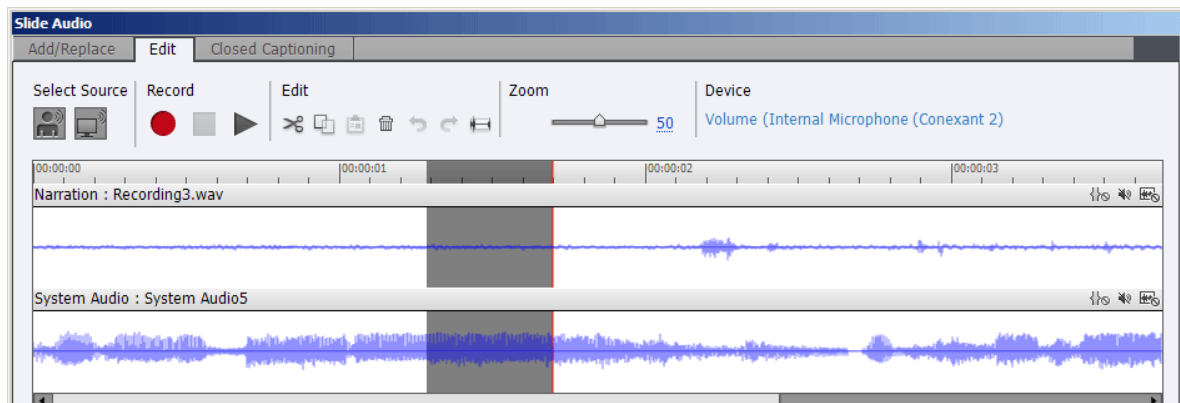 Slide Audio
Add/Replace Edit Closed Captioning
Select Source Record Edit Zoom Device
50 Volume (Internal Microphone (Conexant 2)
00:00:00 00:00:01 00:00:02 00:00:03
Narration : Recording3.wav
System Audio : System Audio5